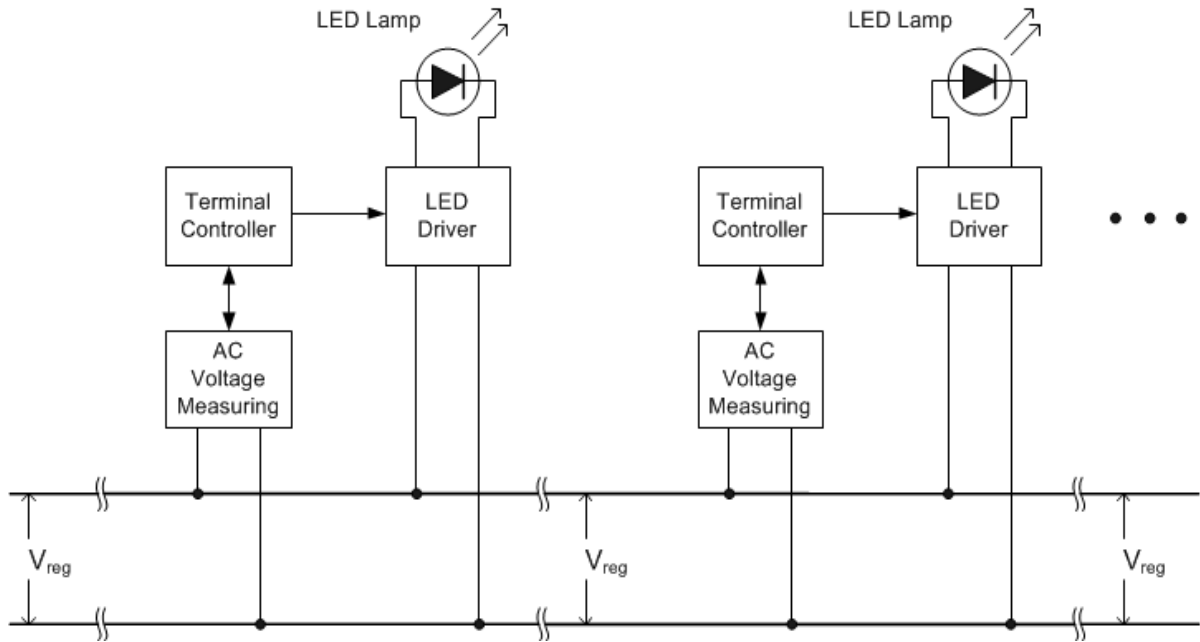 LED Lamp
LED Lamp
Terminal
Controller
LED
Driver
Terminal
Controller
LED
Driver
AC
Voltage
Measuring
AC
Voltage
Measuring
Vreg
Vreg
Vreg